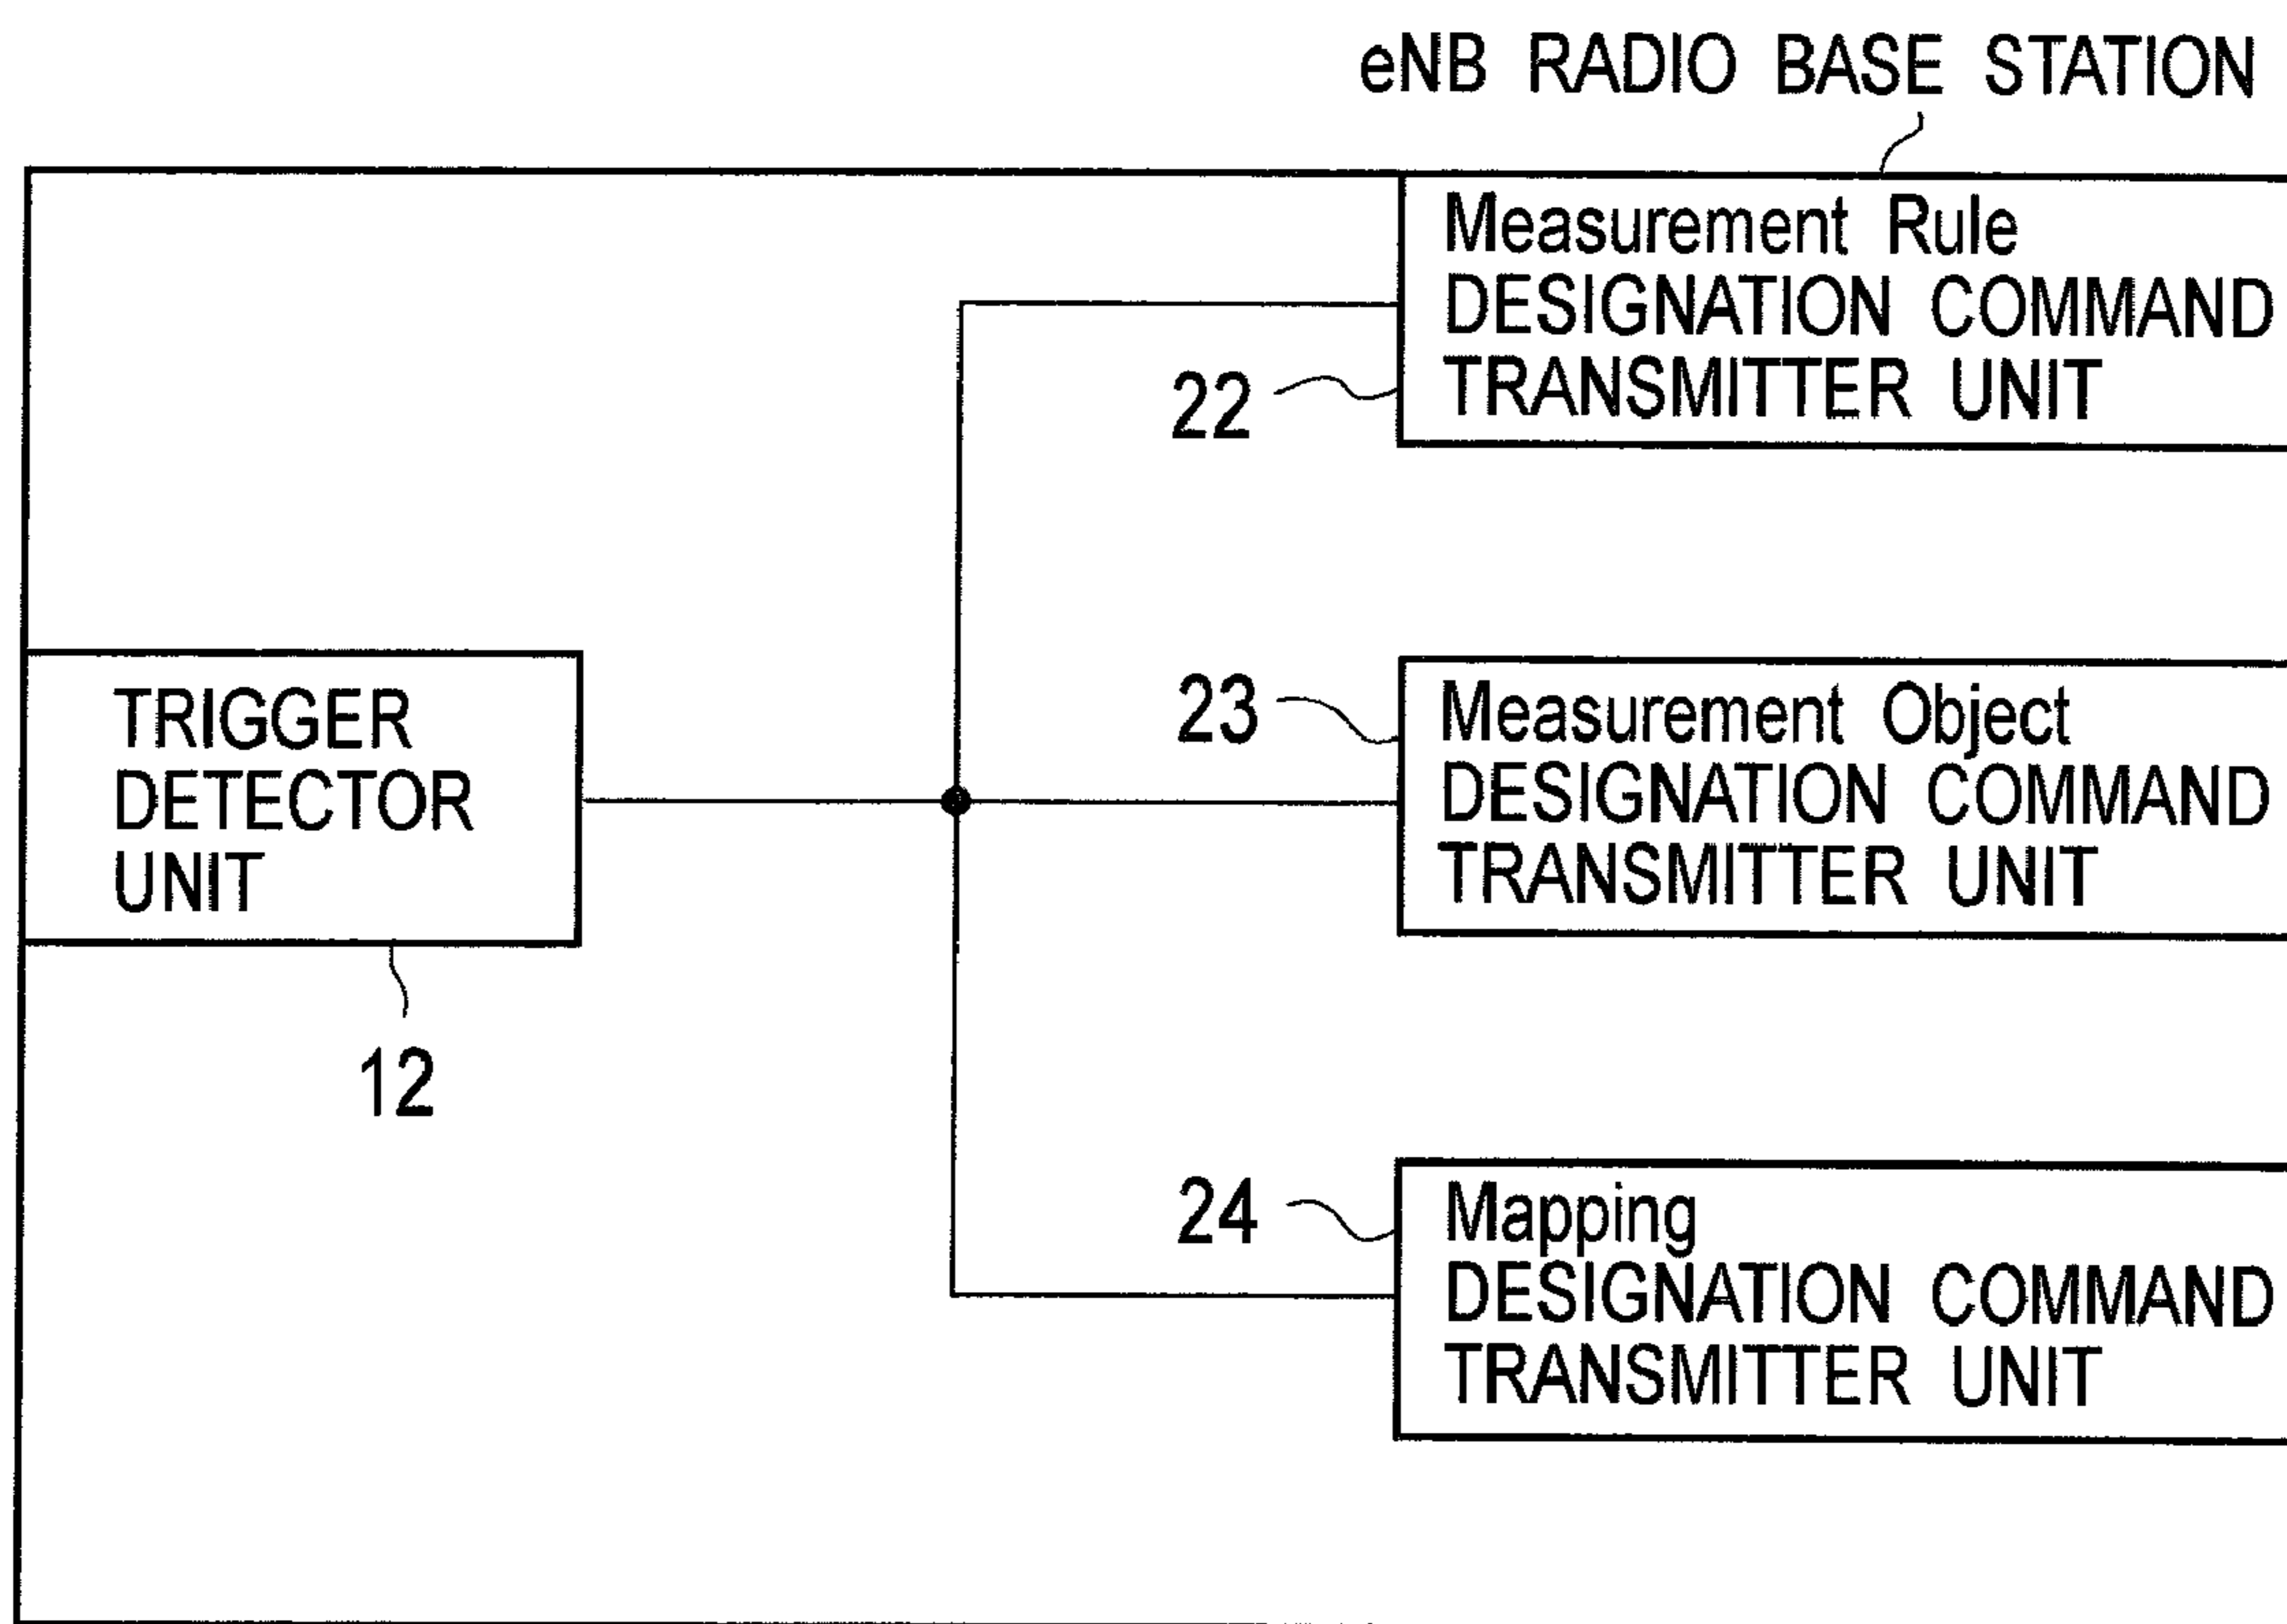 eNB RADIO BASE STATION
Measurement Rule
DESIGNATION COMMAND
TRANSMITTER UNIT
22
TRIGGER
DETECTOR
UNIT
12
23
Measurement Object
DESIGNATION COMMAND
TRANSMITTER UNIT
24
Mapping
DESIGNATION COMMAND
TRANSMITTER UNIT